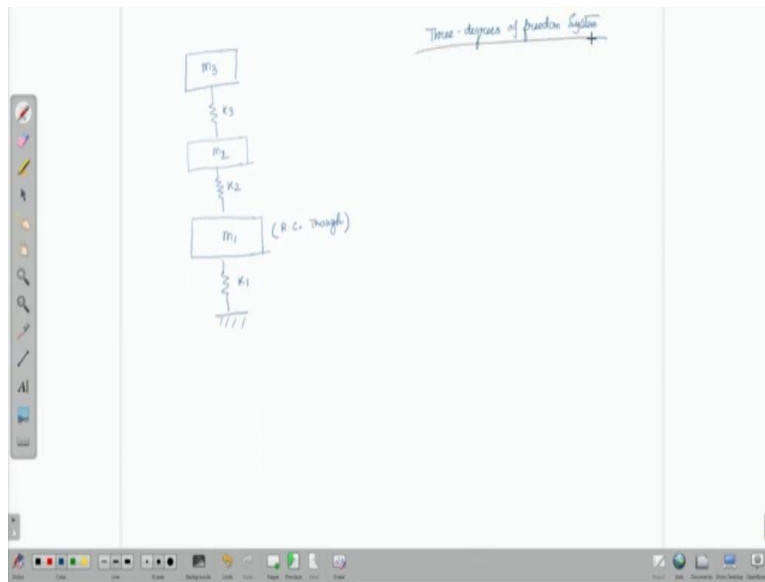 Three-degrees of freedom System
m3
K3
m2
K2
m1
(R.C. Trough)
K1